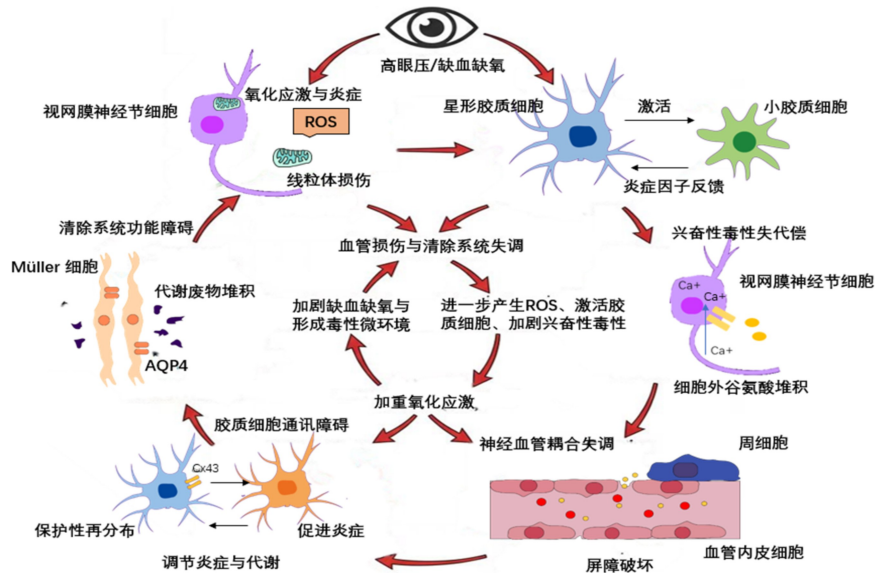 高眼压/缺血缺氧
氧化应激与炎症
ROS
视网膜神经节细胞
线粒体损伤
星形胶质细胞
激活
小胶质细胞
炎症因子反馈
清除系统功能障碍
血管损伤与清除系统失调
兴奋性毒性失代偿
Müller 细胞
代谢废物堆积
AQP4
加剧缺血缺氧与
形成毒性微环境
进一步产生ROS、激活胶
质细胞、加剧兴奋性毒性
视网膜神经节细胞
Ca+
Ca+
Ca+
细胞外谷氨酸堆积
加重氧化应激
胶质细胞通讯障碍
神经血管耦合失调
周细胞
Cx43
保护性再分布
促进炎症
调节炎症与代谢
屏障破坏
血管内皮细胞